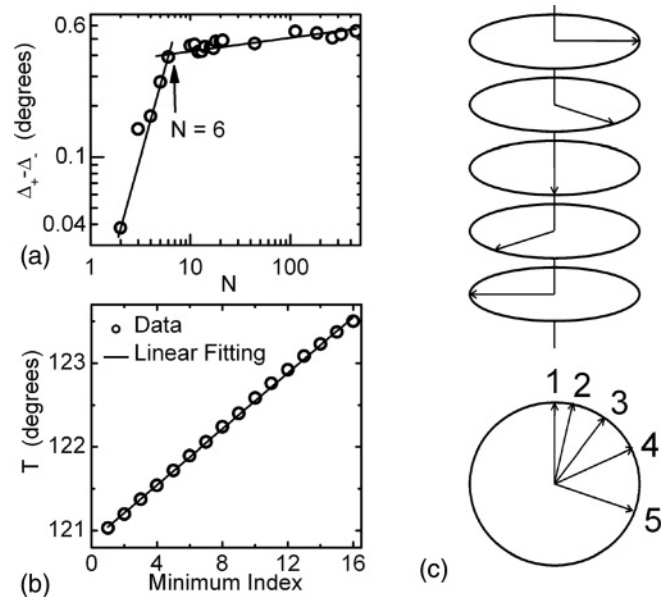 (a)
Δ+-Δ- (degrees)
0.6
0.1
0.04
N = 6
1 10 100
N
(b)
T (degrees)
123
122
121
Data
Linear Fitting
0 4 8 12 16
Minimum Index
1
2
3
4
5
(c)